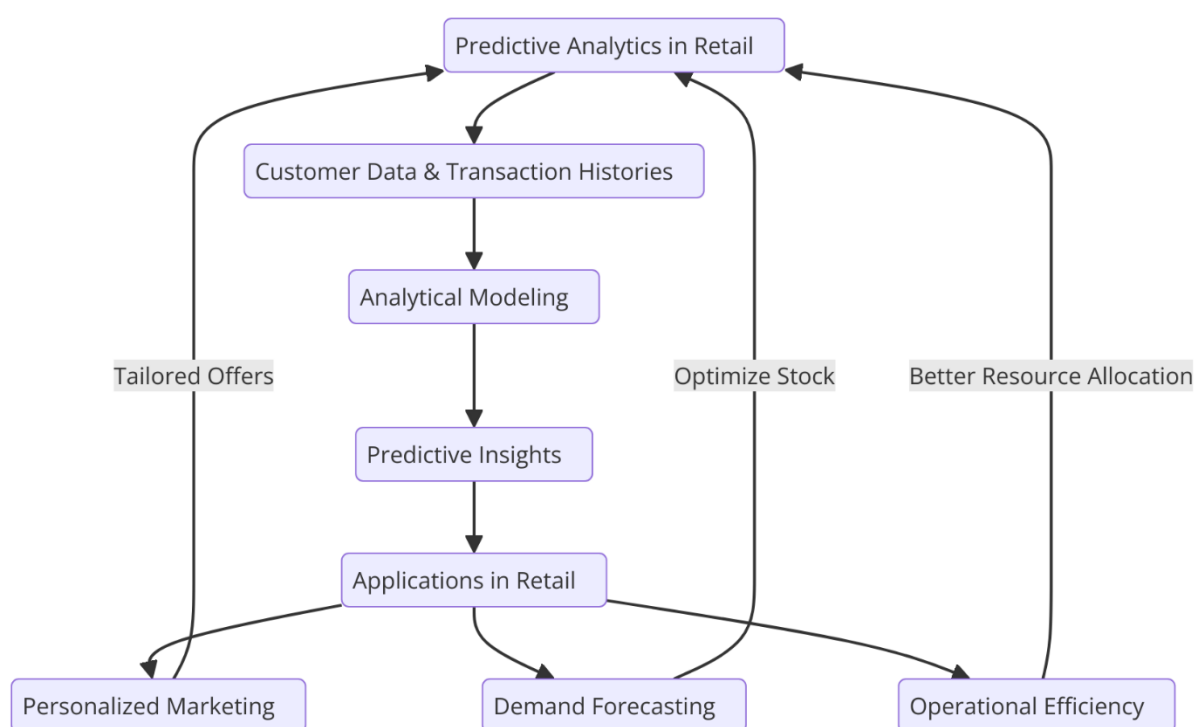 Predictive Analytics in Retail
Customer Data & Transaction Histories
Analytical Modeling
Tailored Offers
Optimize Stock
Better Resource Allocation
Predictive Insights
Applications in Retail
Personalized Marketing
Demand Forecasting
Operational Efficiency